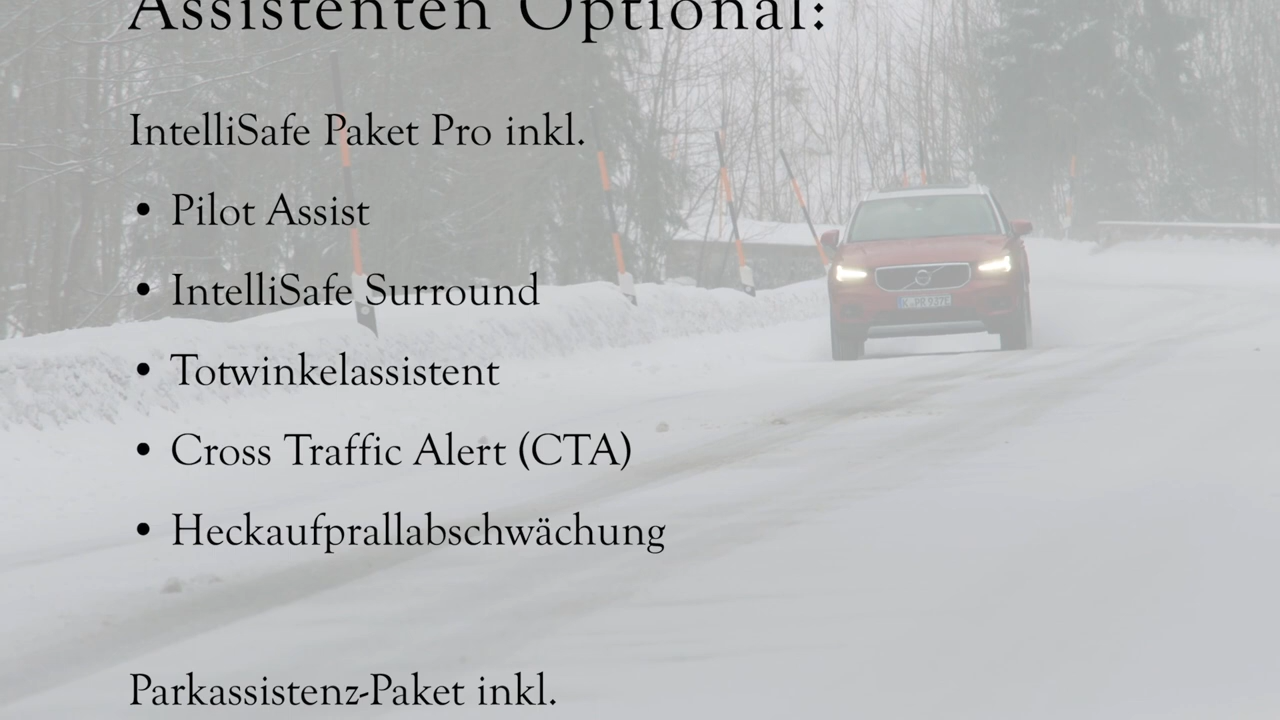 Assistenten Optional:
IntelliSafe Paket Pro inkl.
• Pilot Assist
• IntelliSafe Surround
• Totwinkelassistent
• Cross Traffic Alert (CTA)
• Heckaufprallabschwächung
Parkassistenz-Paket inkl.